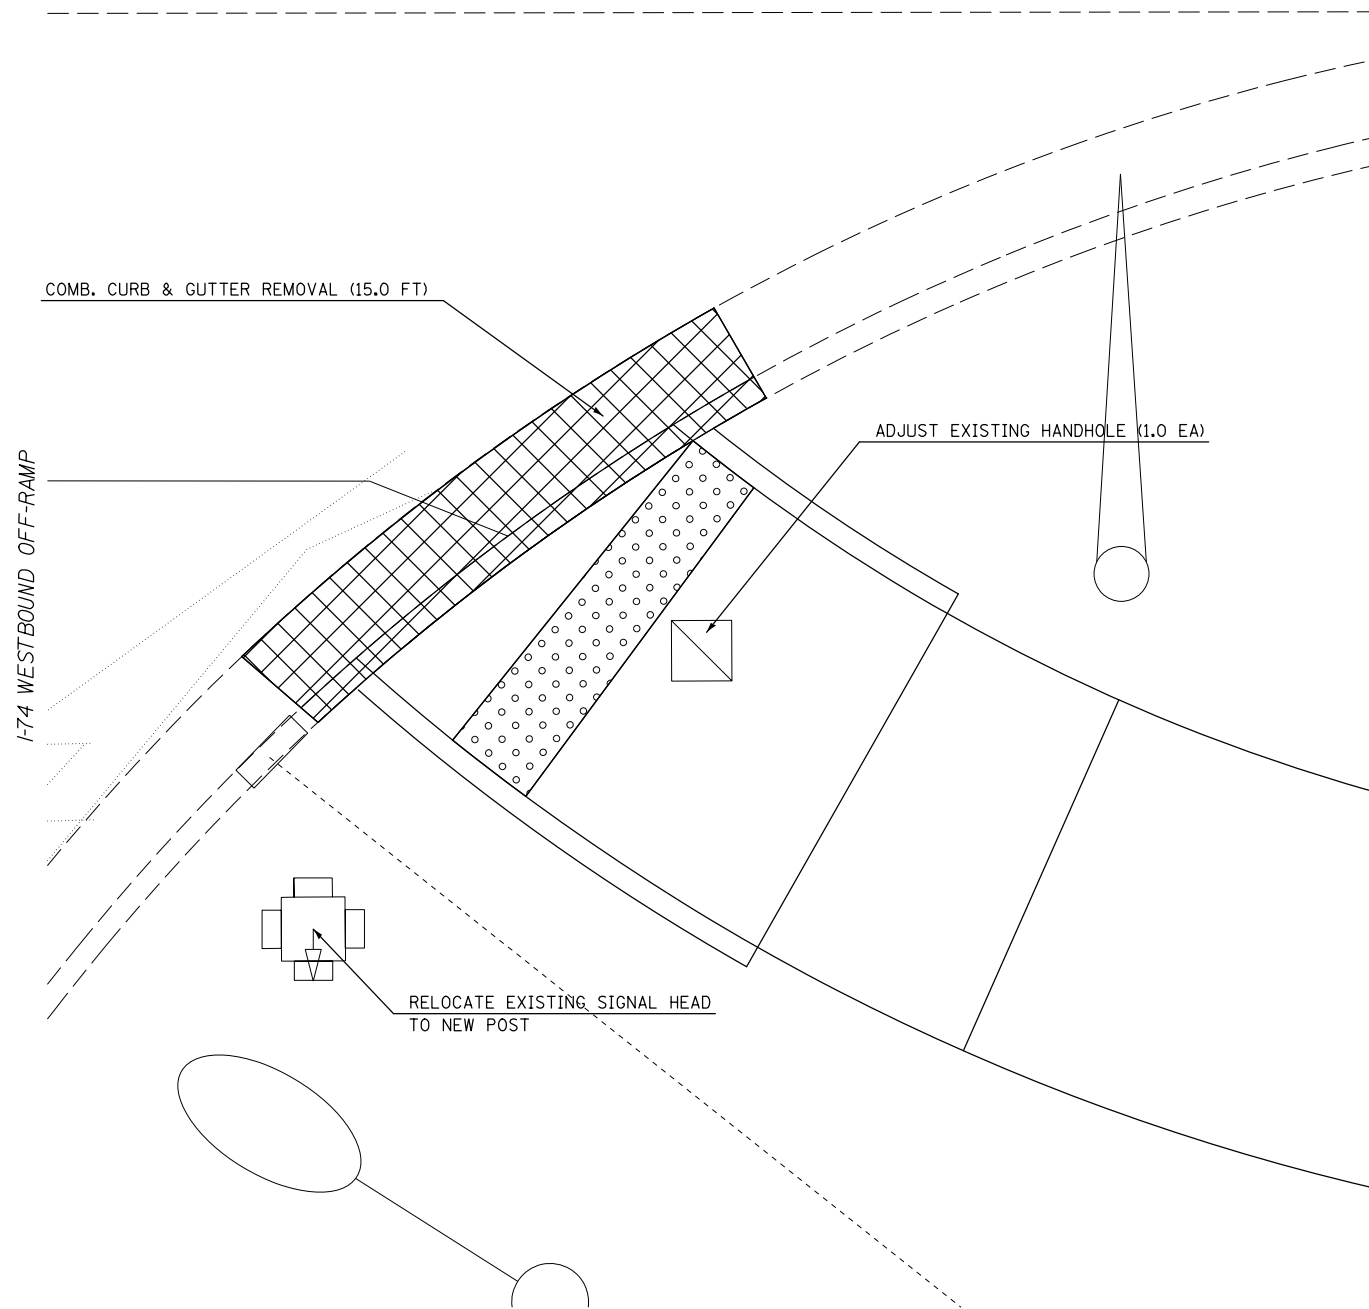 COMB. CURB & GUTTER REMOVAL (15.0 FT)
ADJUST EXISTING HANDHOLE (1.0 EA)
I-74 WESTBOUND OFF-RAMP
RELOCATE EXISTING SIGNAL HEAD
TO NEW POST